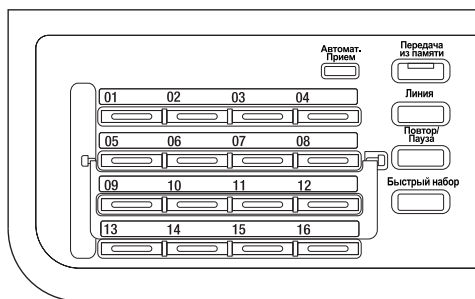 Автомат.
Прием
Передача
из памяти
01 02 03 04
Линия
05 06 07 08
Повтор/
Пауза
09 10 11 12
Быстрый набор
13 14 15 16